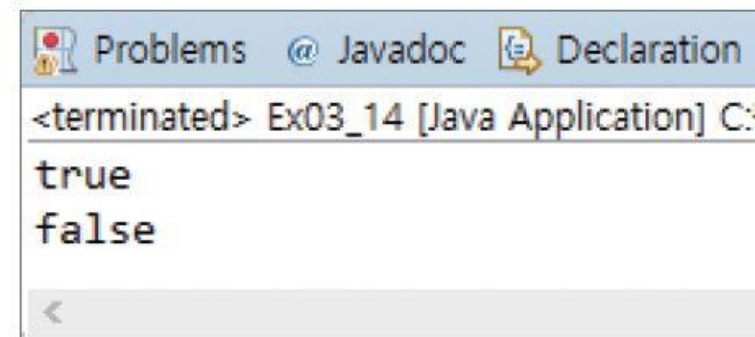 Problems @ Javadoc Declaration
<terminated> Ex03_14 [Java Application] C:
true
false